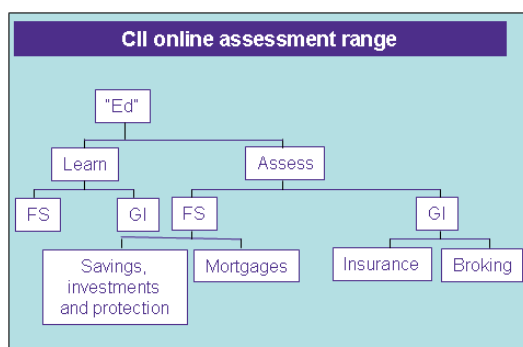 CII online assessment range
"Ed"
Learn
Assess
FS
GI
FS
GI
Savings,
investments
and protection
Mortgages
Insurance
Broking